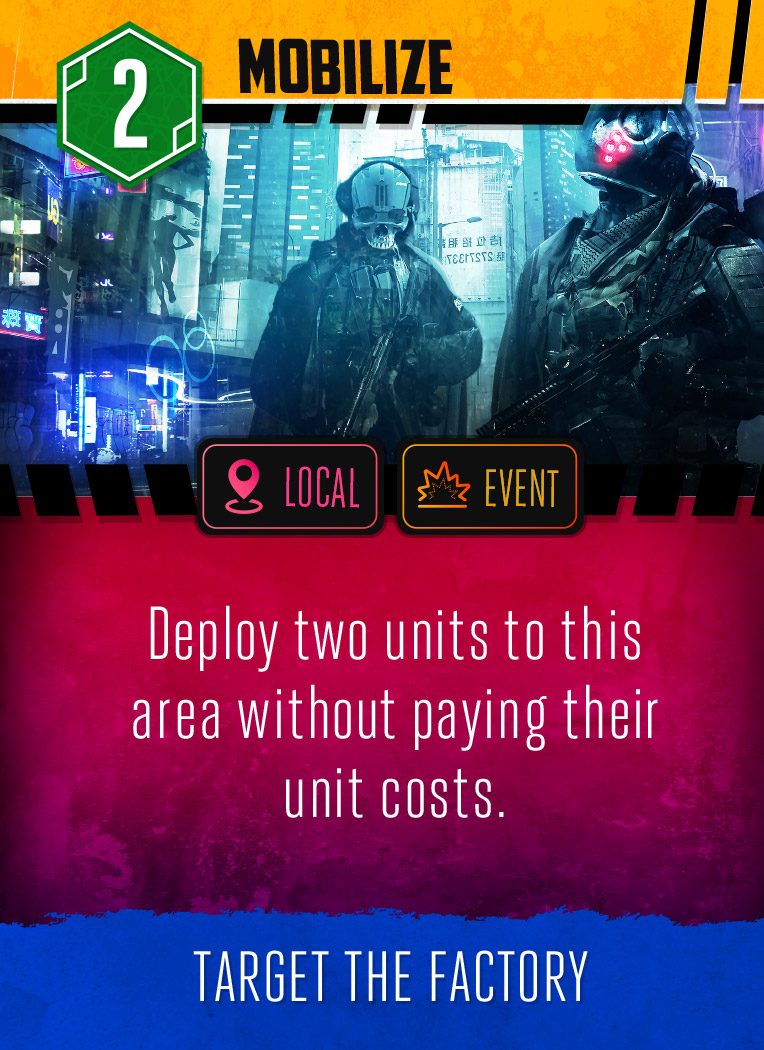 2
MOBILIZE
LOCAL
EVENT
Deploy two units to this
area without paying their
unit costs.
TARGET THE FACTORY